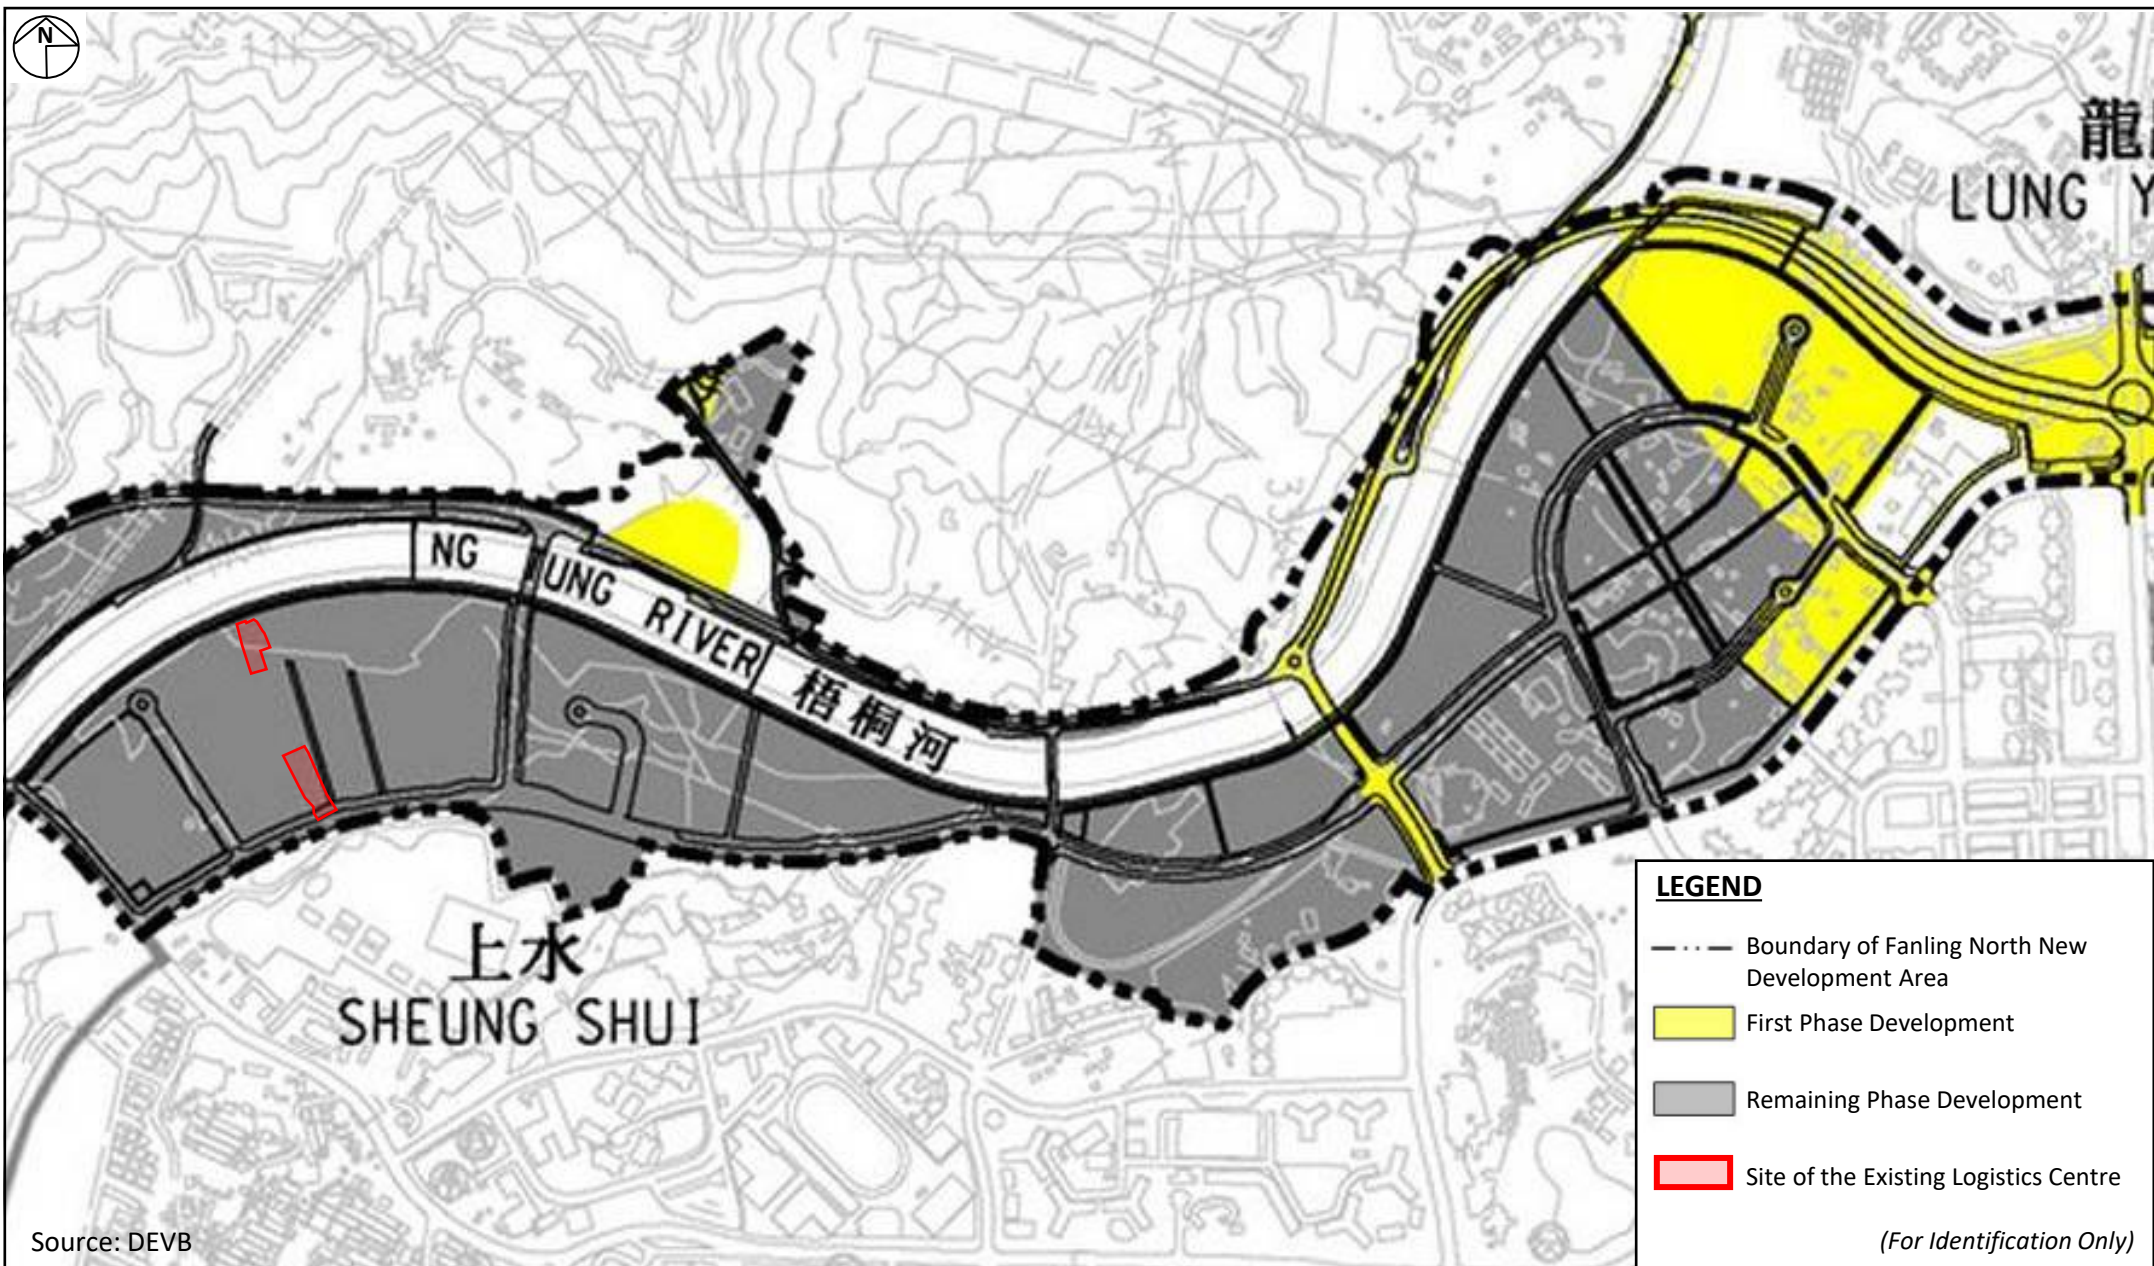 N
龍
LUNG Y
NG
UNG RIVER
梧桐河
上水
SHEUNG SHUI
LEGEND
Boundary of Fanling North New
Development Area
First Phase Development
Remaining Phase Development
Site of the Existing Logistics Centre
(For Identification Only)
Source: DEVB